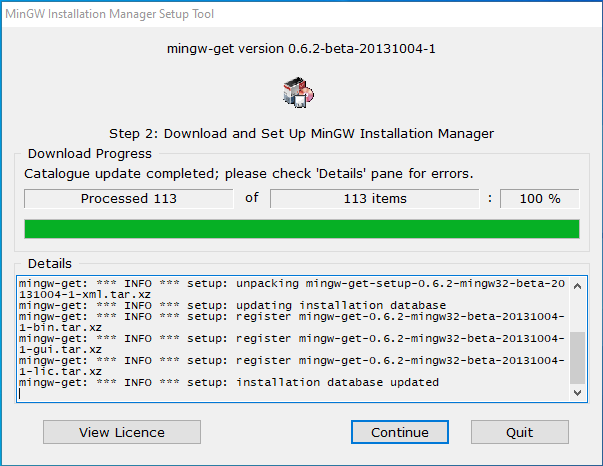 MinGW Installation Manager Setup Tool
mingw-get version 0.6.2-beta-20131004-1
Step 2: Download and Set Up MinGW Installation Manager
Download Progress
Catalogue update completed; please check 'Details' pane for errors.
Processed 113 of 113 items : 100 %
Details
mingw-get: *** INFO *** setup: unpacking mingw-get-setup-0.6.2-mingw32-beta-20
131004-1-xml.tar.xz
mingw-get: *** INFO *** setup: updating installation database
mingw-get: *** INFO *** setup: register mingw-get-0.6.2-mingw32-beta-20131004-
1-bin.tar.xz
mingw-get: *** INFO *** setup: register mingw-get-0.6.2-mingw32-beta-20131004-
1-gui.tar.xz
mingw-get: *** INFO *** setup: register mingw-get-0.6.2-mingw32-beta-20131004-
1-lic.tar.xz
mingw-get: *** INFO *** setup: installation database updated
View Licence Continue Quit